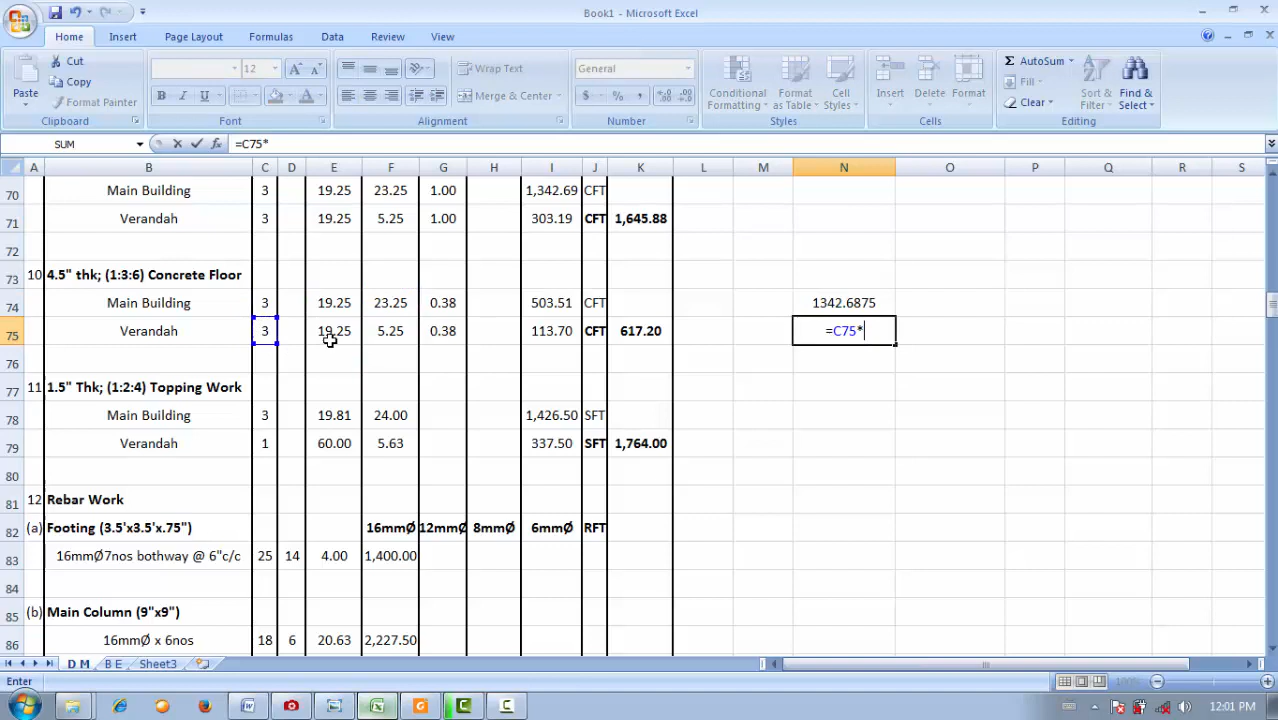 Book1 - Microsoft Excel
Home Insert Page Layout Formulas Data Review View
Paste Cut Copy Format Painter Clipboard
12 A A B I U A Font
Wrap Text Merge & Center Alignment
General $ % , Number
Conditional Formatting Format as Table Cell Styles Styles
Insert Delete Format Cells
Σ AutoSum Fill Clear Sort & Filter Find & Select Editing
SUM fx =C75*
A B C D E F G H I J K L M N O P Q R S
70 Main Building 3 19.25 23.25 1.00 1,342.69 CFT
71 Verandah 3 19.25 5.25 1.00 303.19 CFT 1,645.88
72
73 10 4.5" thk; (1:3:6) Concrete Floor
74 Main Building 3 19.25 23.25 0.38 503.51 CFT 1342.6875
75 Verandah 3 19.25 5.25 0.38 113.70 CFT 617.20 =C75*
76
77 11 1.5" Thk; (1:2:4) Topping Work
78 Main Building 3 19.81 24.00 1,426.50 SFT
79 Verandah 1 60.00 5.63 337.50 SFT 1,764.00
80
81 12 Rebar Work
82 (a) Footing (3.5'x3.5'x.75") 16mmØ 12mmØ 8mmØ 6mmØ RFT
83 16mmØ7nos bothway @ 6"c/c 25 14 4.00 1,400.00
84
85 (b) Main Column (9"x9")
86 16mmØ x 6nos 18 6 20.63 2,227.50
D M B E Sheet3
Enter 100%
12:01 PM